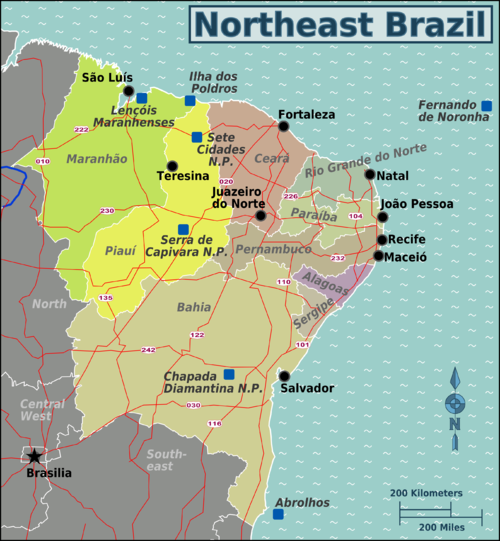 Northeast Brazil
São Luís
Ilha dos
Poldros
Lençóis
Maranhenses
Fernando
de Noronha
Fortaleza
222
Sete
Cidades
N.P.
Maranhão
Ceará
Rio Grande do Norte
010
Teresina
020
Natal
Juazeiro
do Norte
226
João Pessoa
230
Paraíba
104
Serra de
Capivara N.P.
Recife
Piauí
Pernambuco
232
Maceió
110
Alagoas
135
North
Bahia
Sergipe
122
101
242
Chapada
Diamantina N.P.
Salvador
Central
West
030
116
N
South-
east
Brasilia
Abrolhos
200 Kilometers
200 Miles